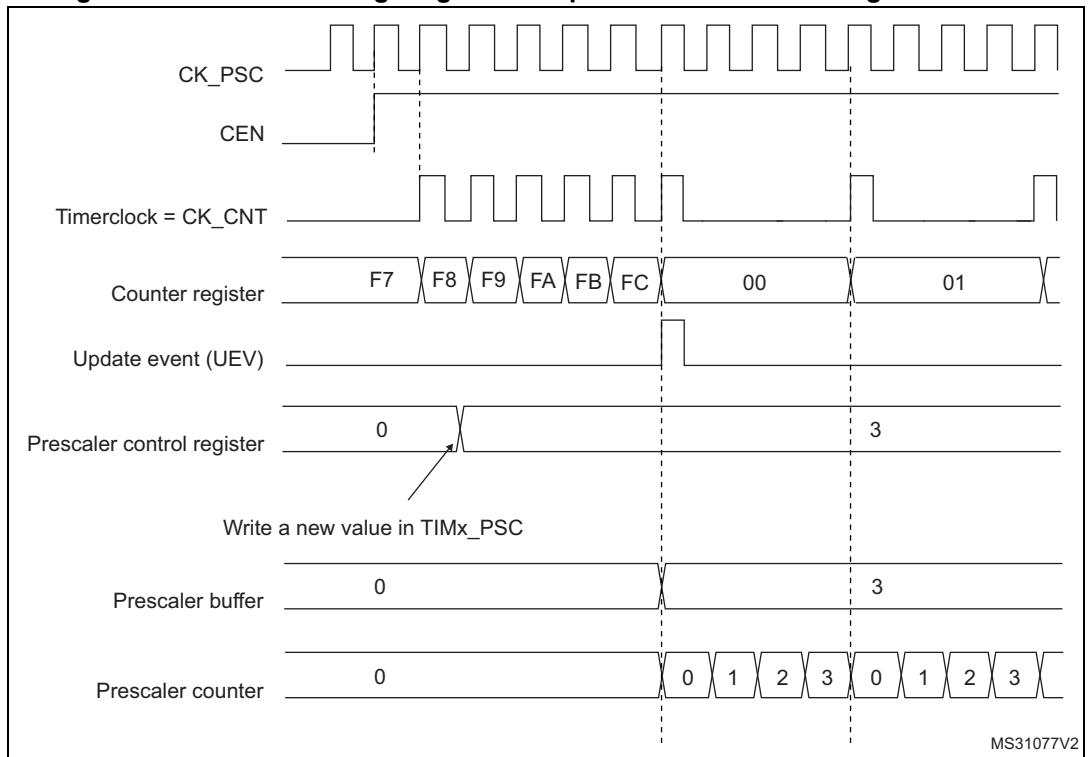 CK_PSC
CEN
Timerclock = CK_CNT
Counter register F7 F8 F9 FA FB FC 00 01
Update event (UEV)
Prescaler control register 0 3
Write a new value in TIMx_PSC
Prescaler buffer 0 3
Prescaler counter 0 0 1 2 3 0 1 2 3
MS31077V2